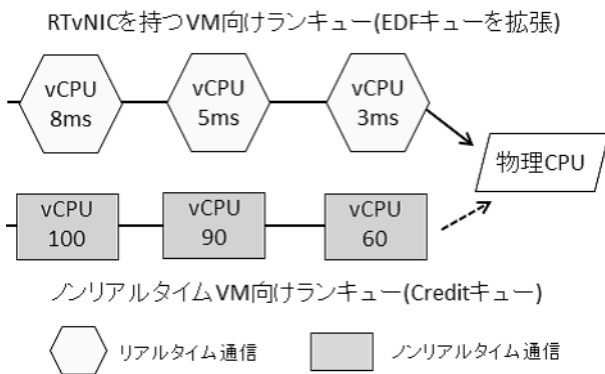 RTvNICを持つVM向けランキュー(EDFキューを拡張)
vCPU
8ms
vCPU
5ms
vCPU
3ms
物理CPU
vCPU
100
vCPU
90
vCPU
60
ノンリアルタイムVM向けランキュー(Creditキュー)
リアルタイム通信
ノンリアルタイム通信